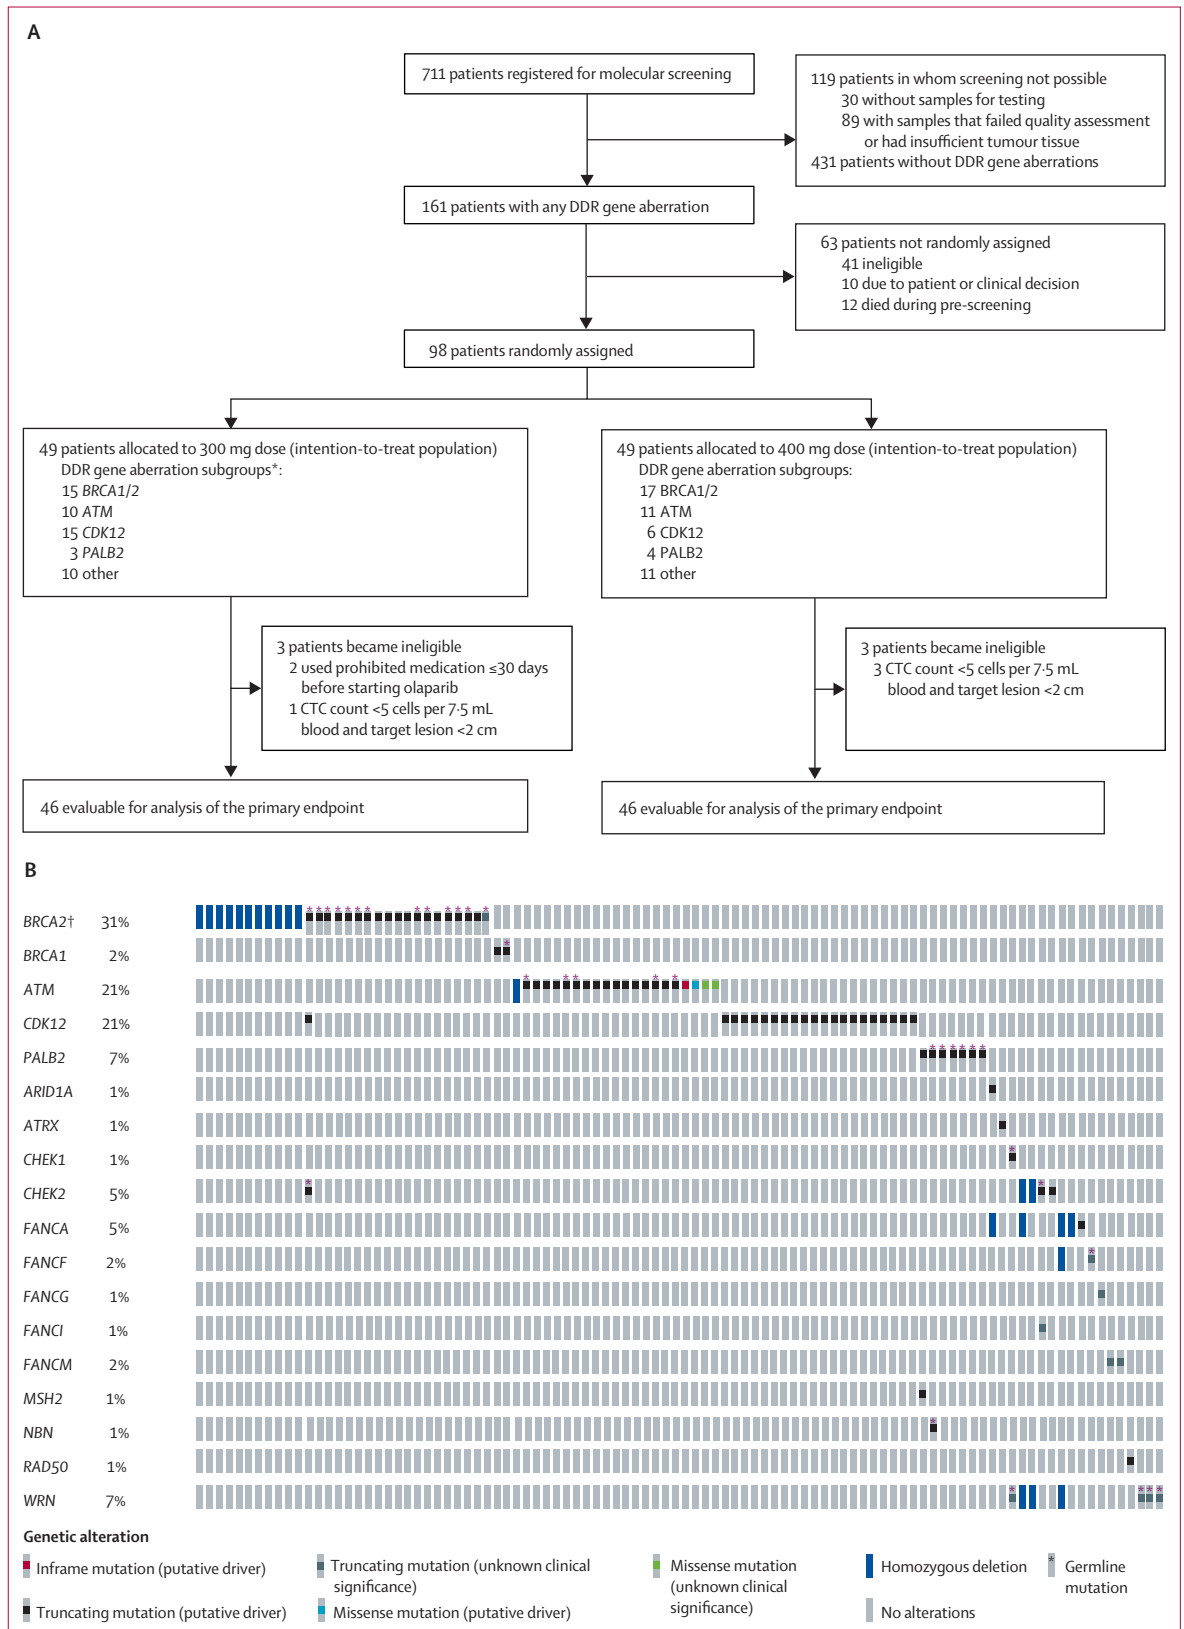 A
711 patients registered for molecular screening
119 patients in whom screening not possible
30 without samples for testing
89 with samples that failed quality assessment
or had insufficient tumour tissue
431 patients without DDR gene aberrations
161 patients with any DDR gene aberration
63 patients not randomly assigned
41 ineligible
10 due to patient or clinical decision
12 died during pre-screening
98 patients randomly assigned
49 patients allocated to 300 mg dose (intention-to-treat population)
DDR gene aberration subgroups*:
15 BRCA1/2
10 ATM
15 CDK12
3 PALB2
10 other
49 patients allocated to 400 mg dose (intention-to-treat population)
DDR gene aberration subgroups:
17 BRCA1/2
11 ATM
6 CDK12
4 PALB2
11 other
3 patients became ineligible
2 used prohibited medication ≤30 days
before starting olaparib
1 CTC count <5 cells per 7·5 mL
blood and target lesion <2 cm
3 patients became ineligible
3 CTC count <5 cells per 7·5 mL
blood and target lesion <2 cm
46 evaluable for analysis of the primary endpoint
46 evaluable for analysis of the primary endpoint
B
BRCA2† 31%
BRCA1 2%
ATM 21%
CDK12 21%
PALB2 7%
ARID1A 1%
ATRX 1%
CHEK1 1%
CHEK2 5%
FANCA 5%
FANCF 2%
FANCG 1%
FANCI 1%
FANCM 2%
MSH2 1%
NBN 1%
RAD50 1%
WRN 7%
Genetic alteration
Inframe mutation (putative driver)
Truncating mutation (putative driver)
Truncating mutation (unknown clinical
significance)
Missense mutation (putative driver)
Missense mutation
(unknown clinical
significance)
Homozygous deletion
No alterations
* Germline
mutation